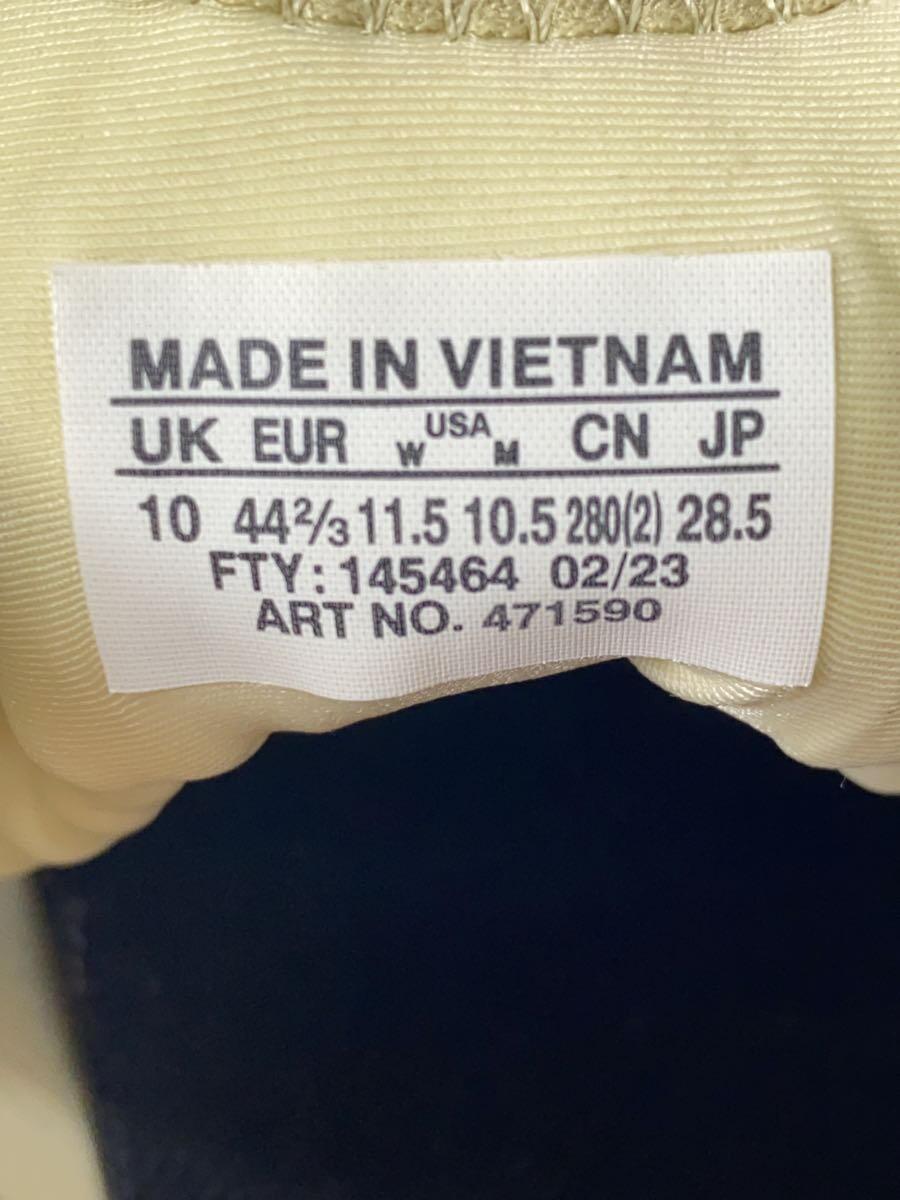 MADE IN VIETNAM
UK EUR W USA M CN JP
10 44⅔ 11.5 10.5 280(2) 28.5
FTY: 145464 02/23
ART NO. 471590